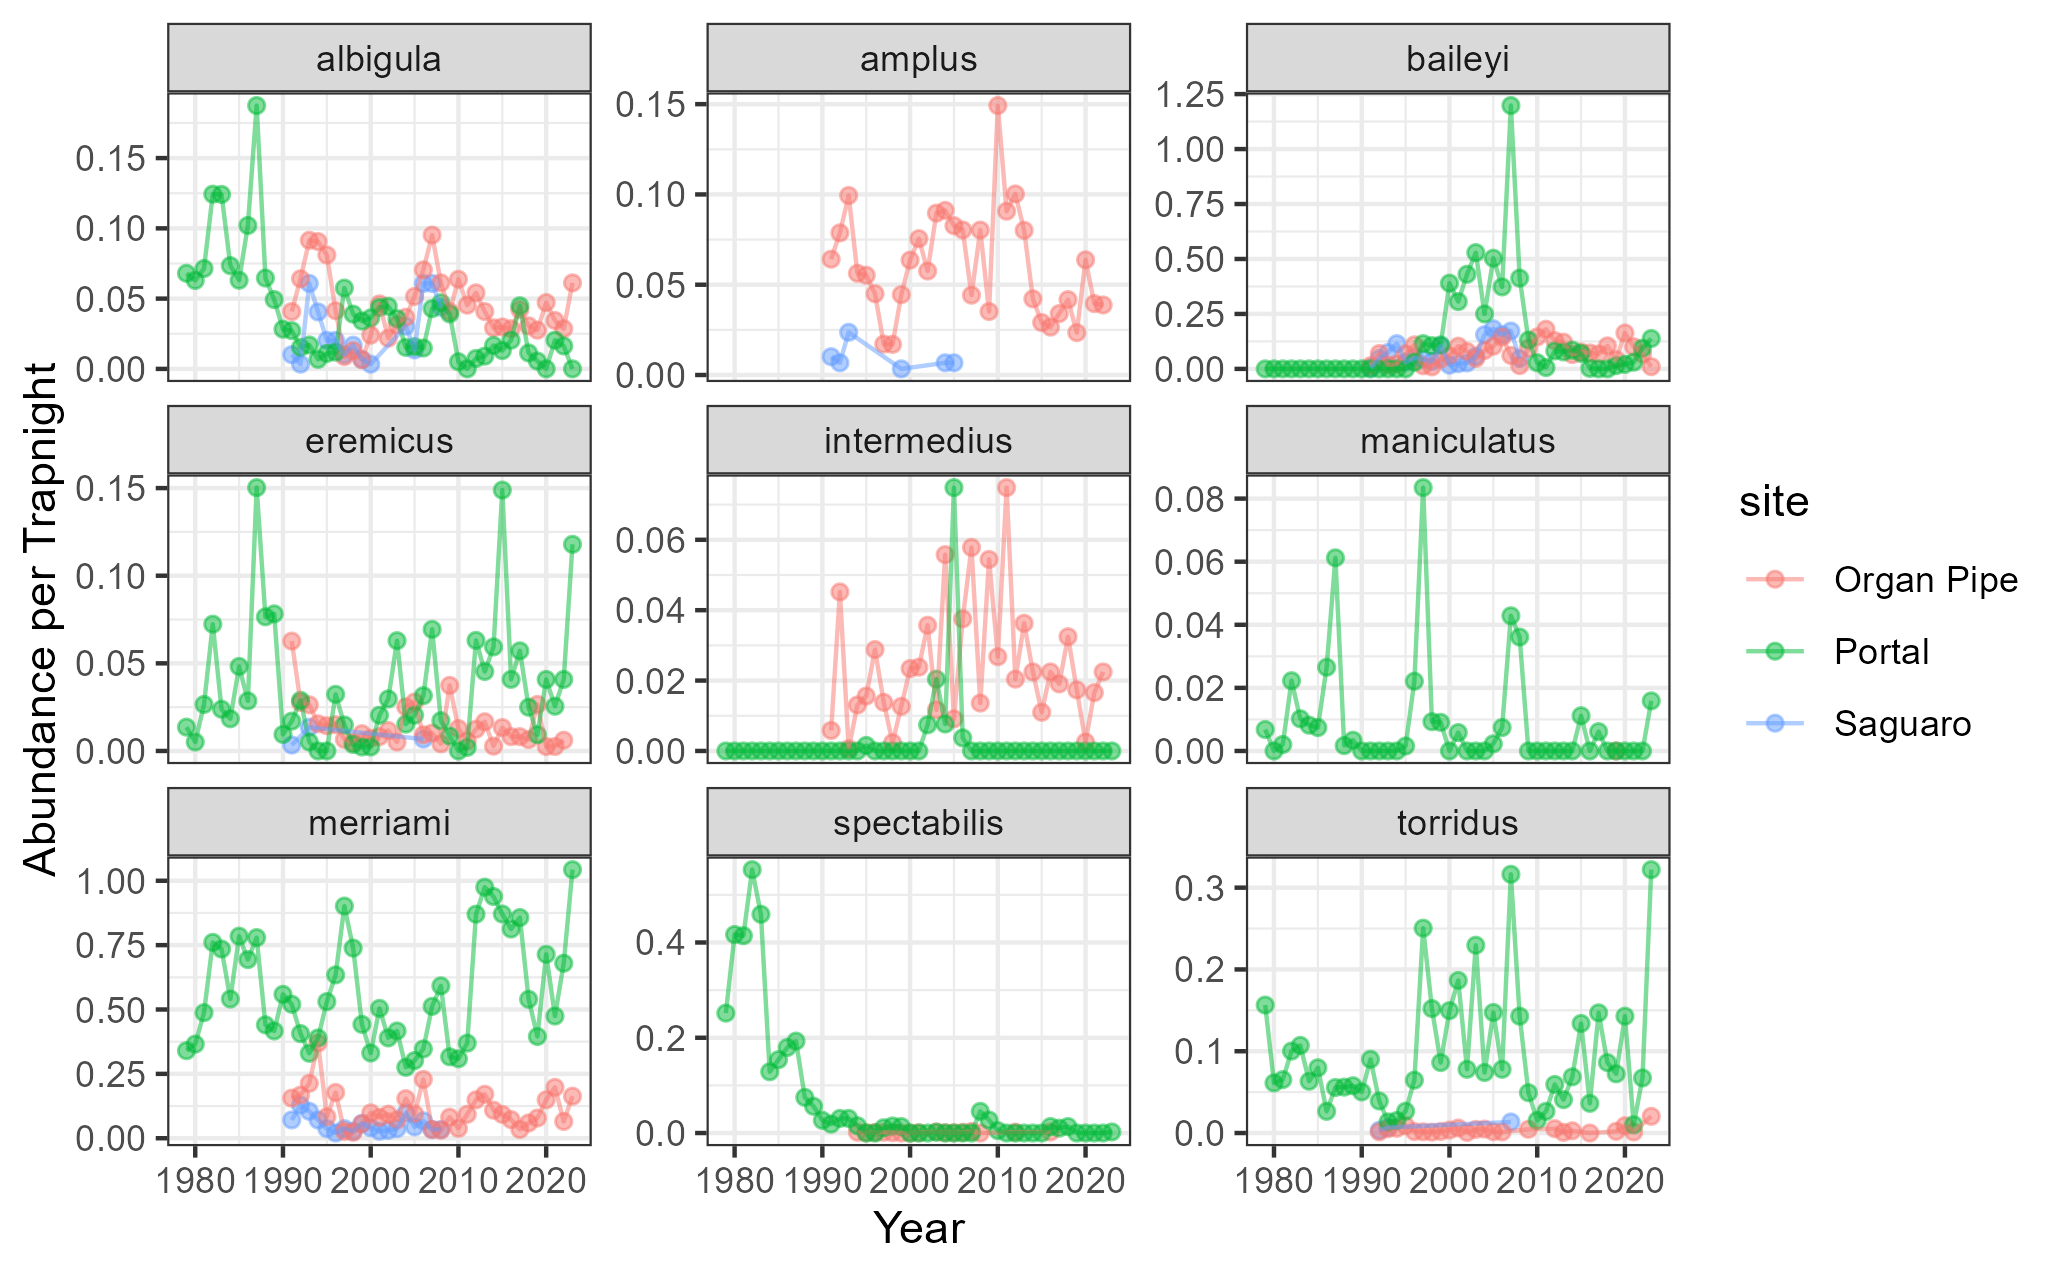 albigula
amplus
baileyi
0.15
0.10
0.05
0.00
0.15
0.10
0.05
0.00
1.25
1.00
0.75
0.50
0.25
0.00
eremicus
intermedius
maniculatus
0.15
0.10
0.05
0.00
0.06
0.04
0.02
0.00
0.08
0.06
0.04
0.02
0.00
merriami
spectabilis
torridus
1.00
0.75
0.50
0.25
0.00
0.4
0.2
0.0
0.3
0.2
0.1
0.0
1980 1990 2000 2010 2020
1980 1990 2000 2010 2020
1980 1990 2000 2010 2020
Year
Abundance per Trapnight
site
Organ Pipe
Portal
Saguaro